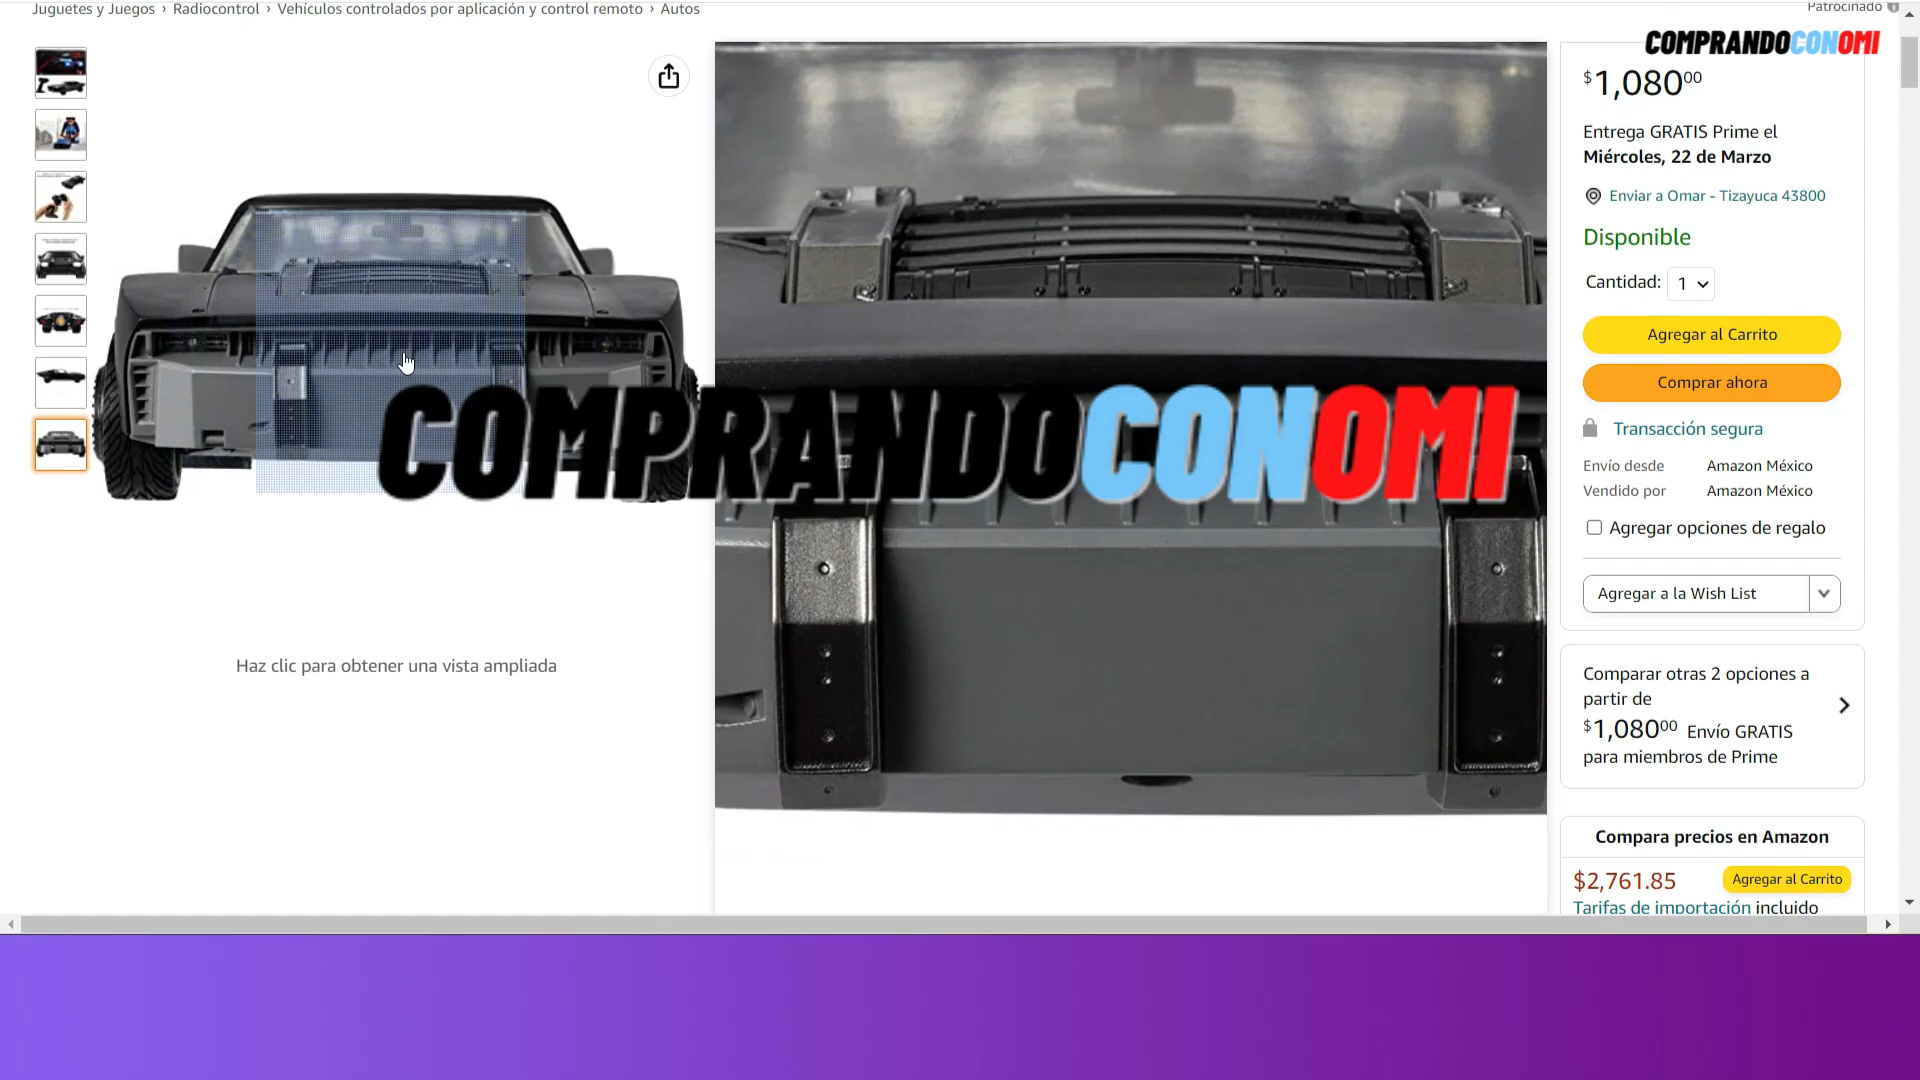 Juguetes y Juegos › Radiocontrol › Vehículos controlados por aplicación y control remoto › Autos
Patrocinado
COMPRANDOCONOMI
$1,08000
Entrega GRATIS Prime el
Miércoles, 22 de Marzo
Enviar a Omar - Tizayuca 43800
Disponible
Cantidad: 1
Agregar al Carrito
Comprar ahora
Transacción segura
Envío desde Amazon México
Vendido por Amazon México
Agregar opciones de regalo
Agregar a la Wish List
COMPRANDOCONOMI
Haz clic para obtener una vista ampliada
Comparar otras 2 opciones a
partir de
$1,08000 Envío GRATIS
para miembros de Prime
Compara precios en Amazon
$2,761.85 Agregar al Carrito
Tarifas de importación incluido